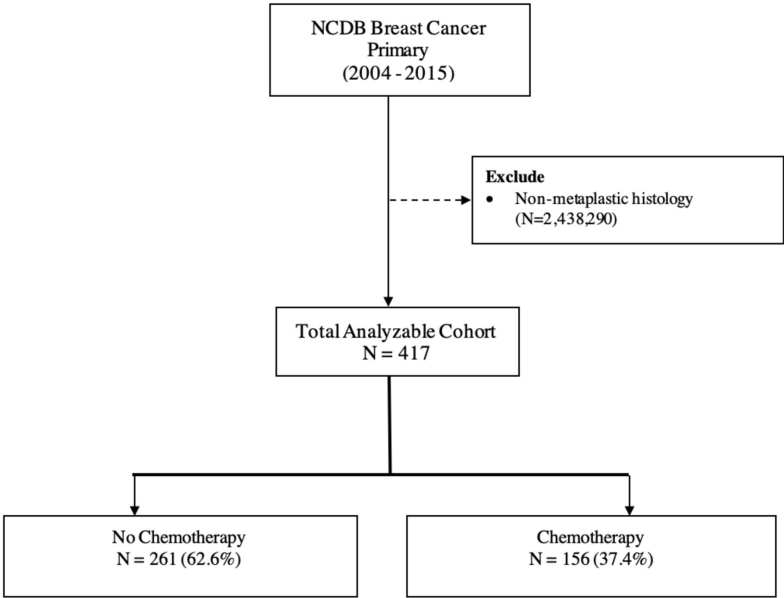 NCDB Breast Cancer
Primary
(2004 - 2015)
Exclude
• Non-metaplastic histology
(N=2,438,290)
Total Analyzable Cohort
N = 417
No Chemotherapy
N = 261 (62.6%)
Chemotherapy
N = 156 (37.4%)